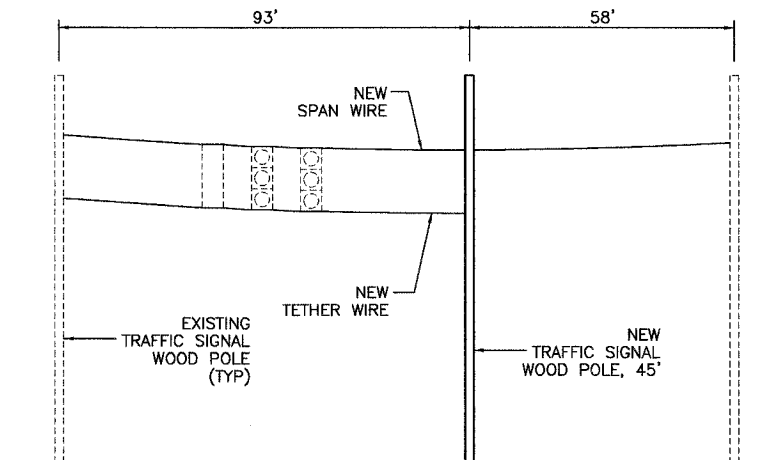 93'
58'
NEW
SPAN WIRE
NEW
TETHER WIRE
EXISTING
TRAFFIC SIGNAL
WOOD POLE
(TYP)
NEW
TRAFFIC SIGNAL
WOOD POLE, 45'